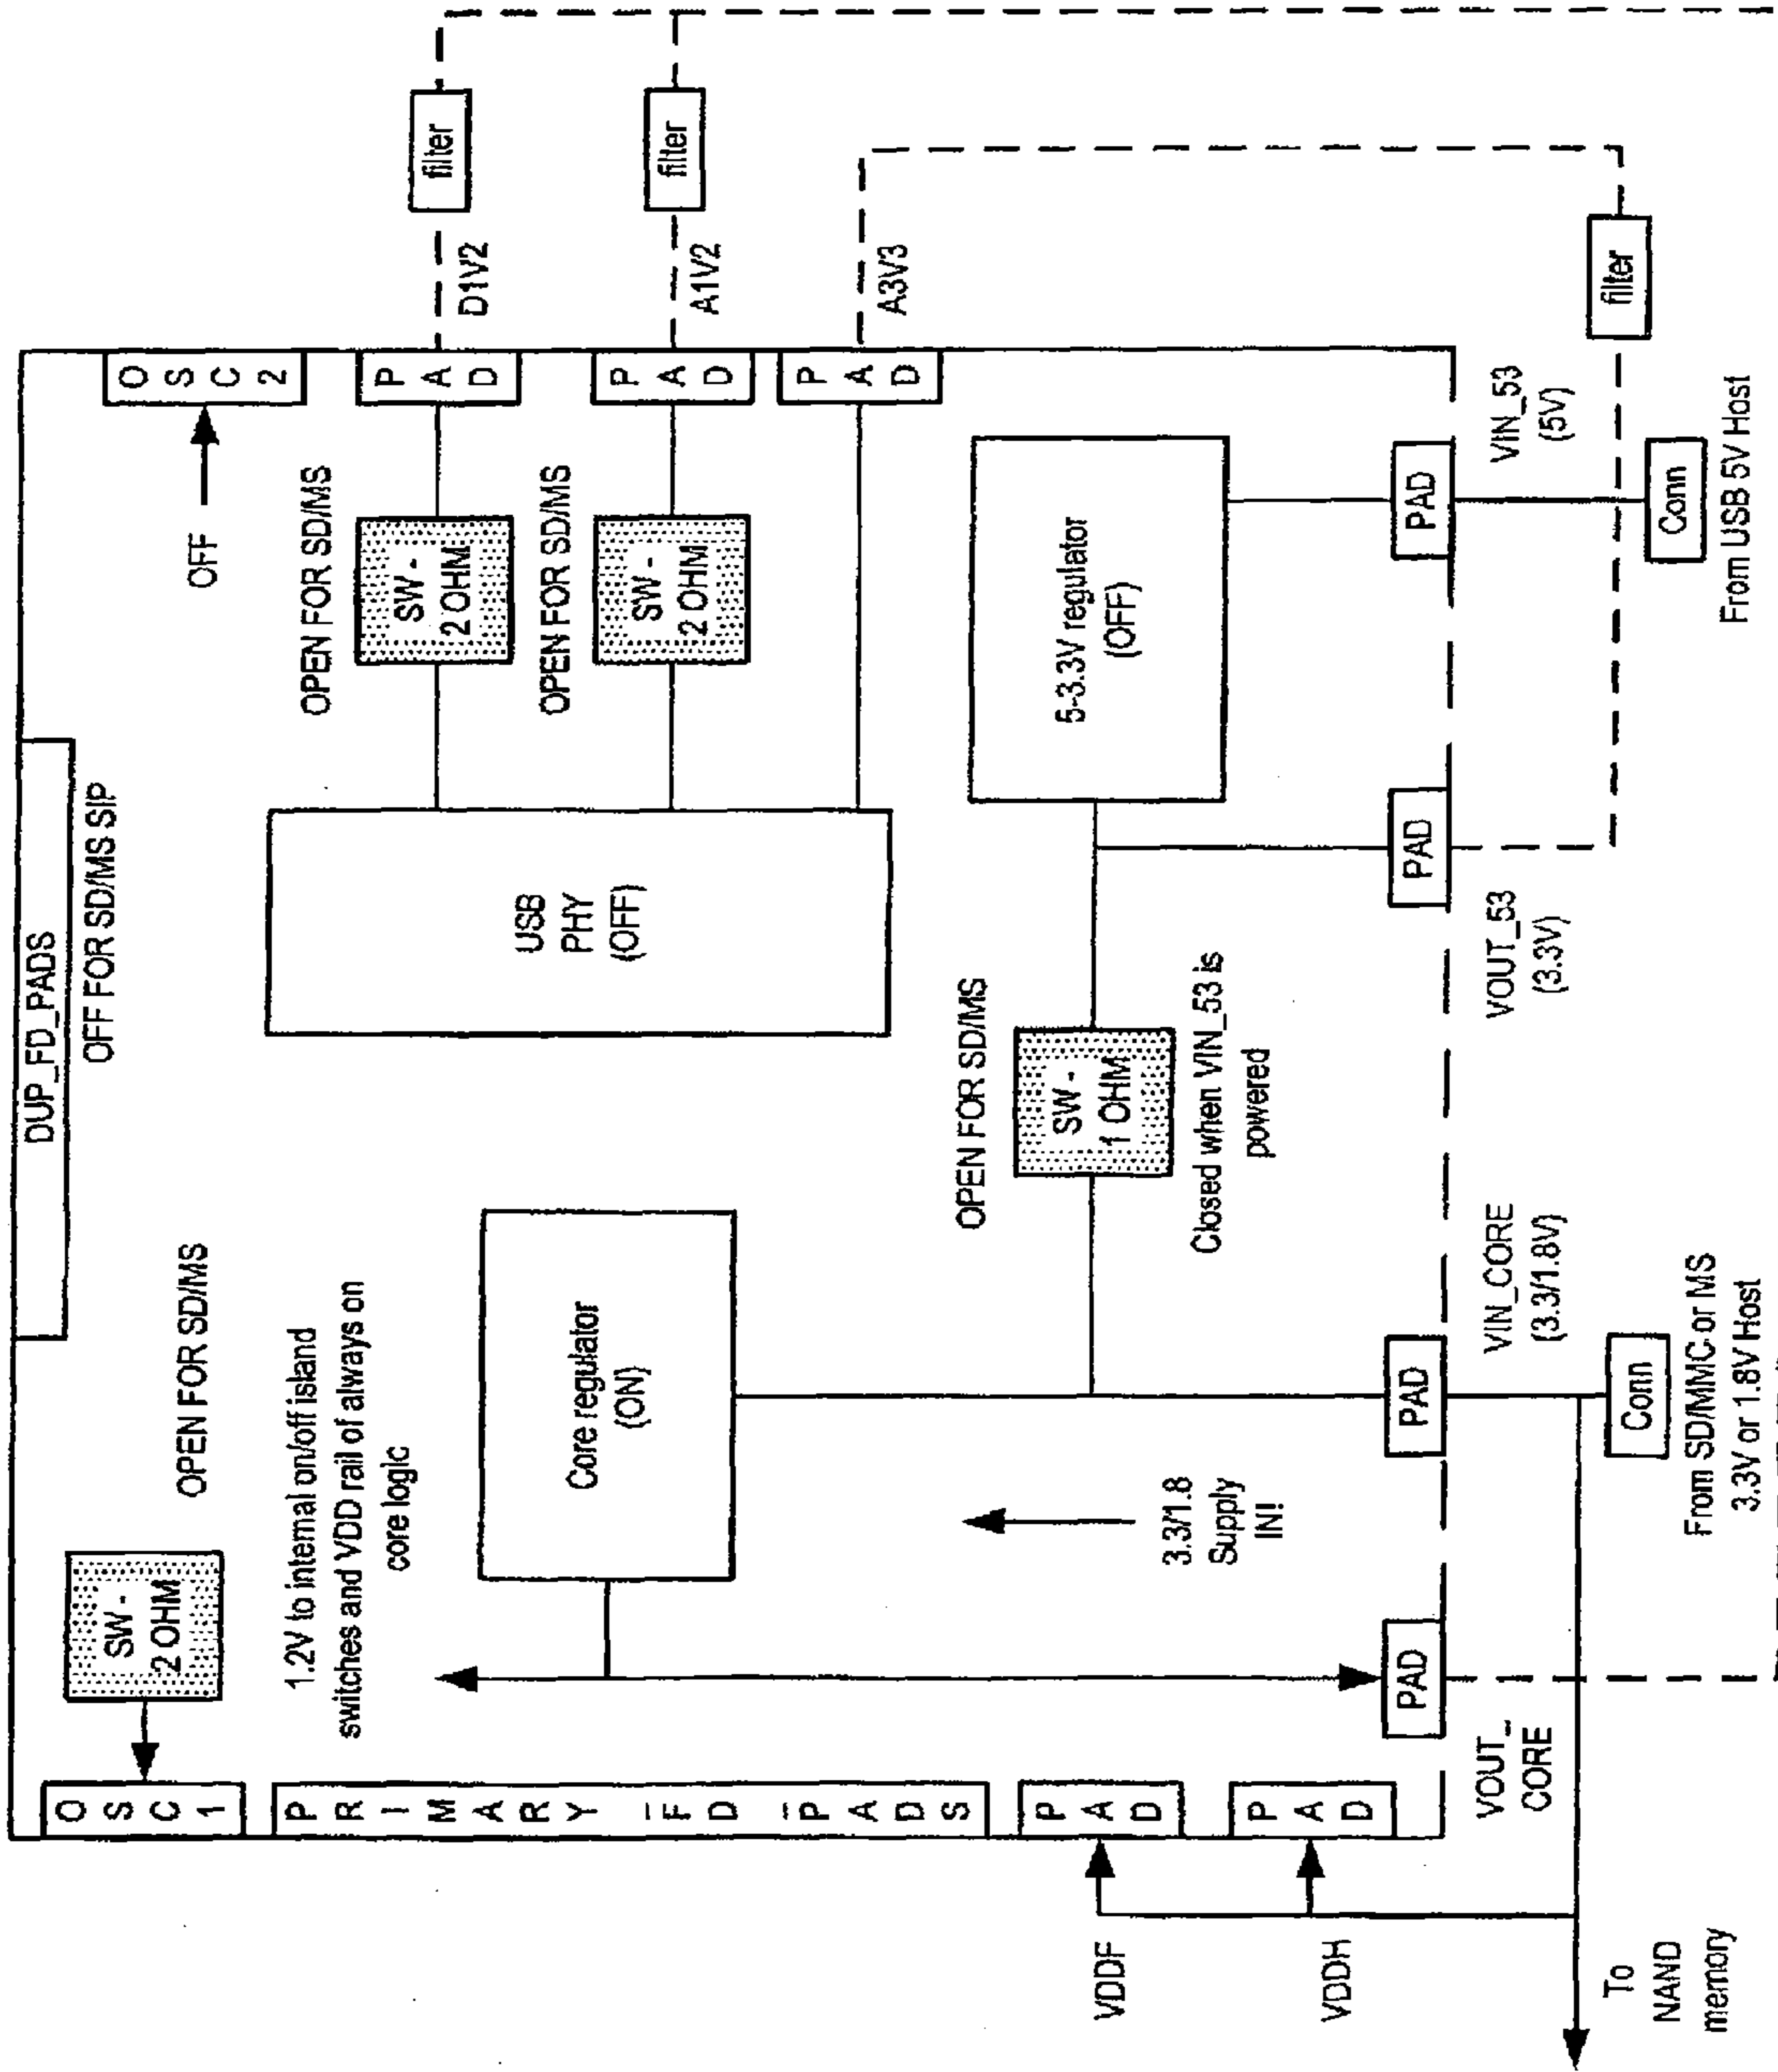 DUP_FD_PADS
OFF FOR SD/MS SIP
OSC1
SW -
2 OHM
OPEN FOR SD/MS
OFF
OSC2
1.2V to internal on/off island
switches and VDD rail of always on
core logic
PRIMARY_FD_PADS
USB
PHY
(OFF)
OPEN FOR SD/MS
SW -
2 OHM
PAD
D1V2
filter
OPEN FOR SD/MS
SW -
2 OHM
PAD
A1V2
filter
PAD
A3V3
Core regulator
(ON)
OPEN FOR SD/MS
SW -
1 OHM
Closed when VIN_53 is
powered
5-3.3V regulator
(OFF)
3.3/1.8
Supply
IN!
VDDF
PAD
VDDH
PAD
PAD
PAD
PAD
PAD
VOUT_
CORE
VIN_CORE
(3.3/1.8V)
VOUT_53
(3.3V)
VIN_53
(5V)
filter
To
NAND
memory
Conn
From SD/MMC or MS
3.3V or 1.8V Host
Conn
From USB 5V Host